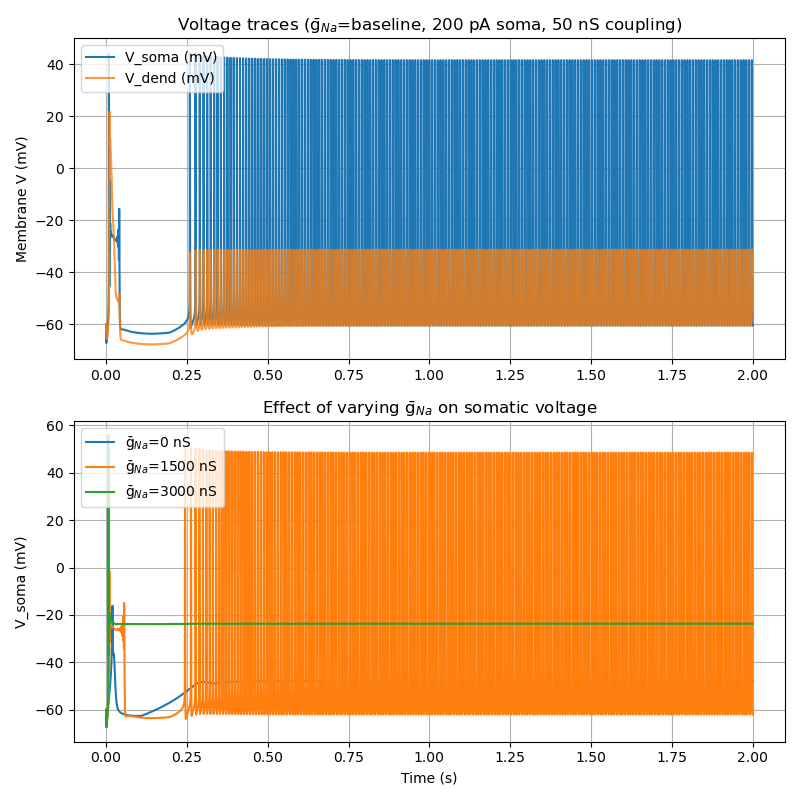 Voltage traces (ḡNa=baseline, 200 pA soma, 50 nS coupling)
V_soma (mV)
V_dend (mV)
Membrane V (mV)
40
20
0
−20
−40
−60
0.00 0.25 0.50 0.75 1.00 1.25 1.50 1.75 2.00
Effect of varying ḡNa on somatic voltage
ḡNa=0 nS
ḡNa=1500 nS
ḡNa=3000 nS
V_soma (mV)
60
40
20
0
−20
−40
−60
0.00 0.25 0.50 0.75 1.00 1.25 1.50 1.75 2.00
Time (s)